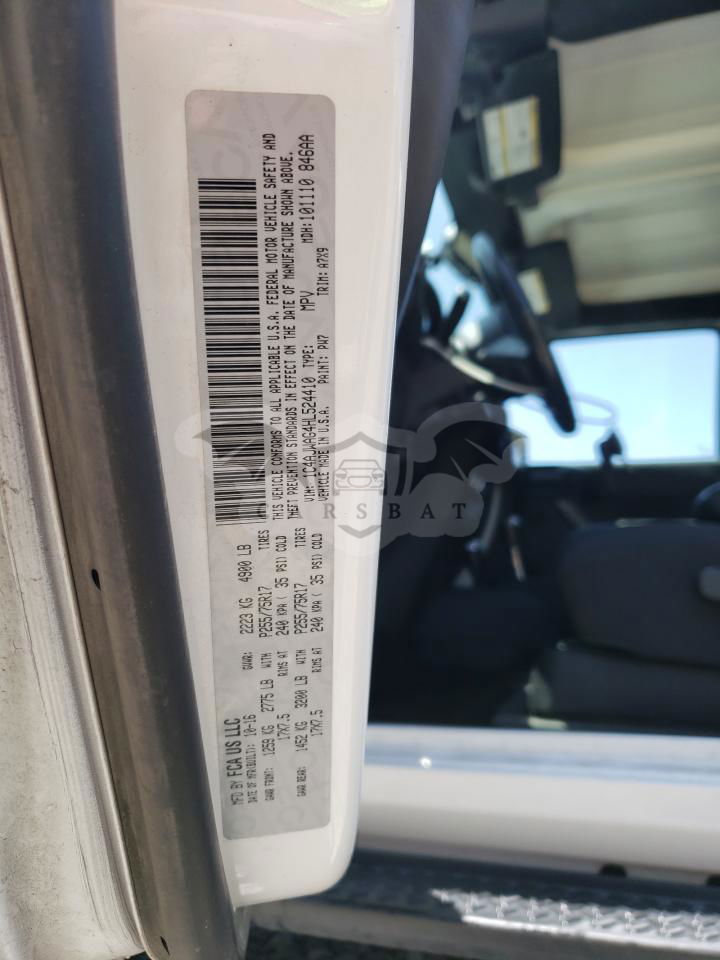 MFD BY FCA US LLC
DATE OF MFR(BUILT): 10-16 GVWR: 2223 KG 4900 LB
GAWR FRONT: 1259 KG 2775 LB WITH P255/75R17 TIRES
17X7.5 RIMS AT 240 KPA ( 35 PSI) COLD
GAWR REAR: 1452 KG 3200 LB WITH P255/75R17 TIRES
17X7.5 RIMS AT 240 KPA ( 35 PSI) COLD
THIS VEHICLE CONFORMS TO ALL APPLICABLE U.S.A. FEDERAL MOTOR VEHICLE SAFETY AND
THEFT PREVENTION STANDARDS IN EFFECT ON THE DATE OF MANUFACTURE SHOWN ABOVE.
VIN: 1C4AJWAG4HL524410 TYPE: MPV MDH: 101110 846AA
VEHICLE MADE IN U.S.A. PAINT: PW7 TRIM: A7X9
CARSBAT